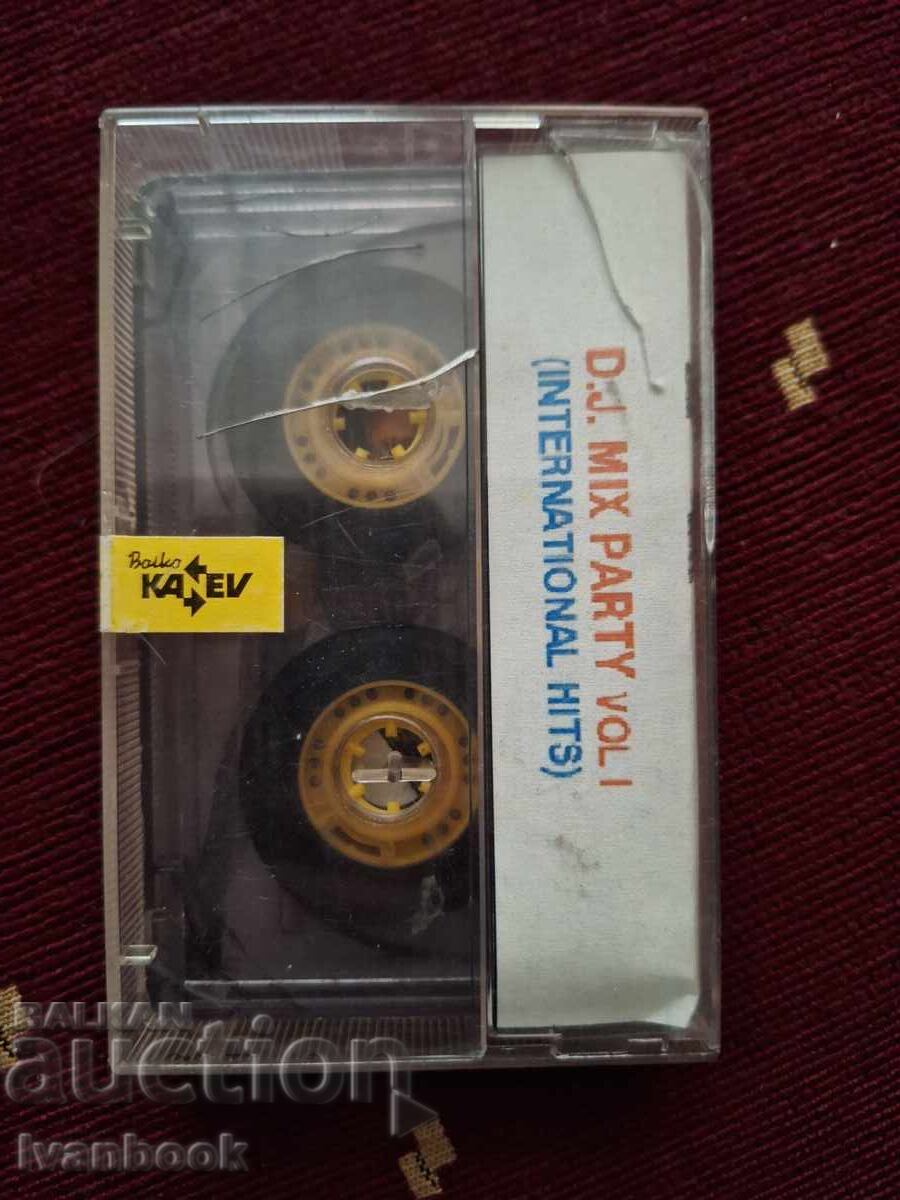 D.J. MIX PARTY VOL I
(INTERNATIONAL HITS)
Boiko
KANEV
BALKAN
auction
Ivanbook